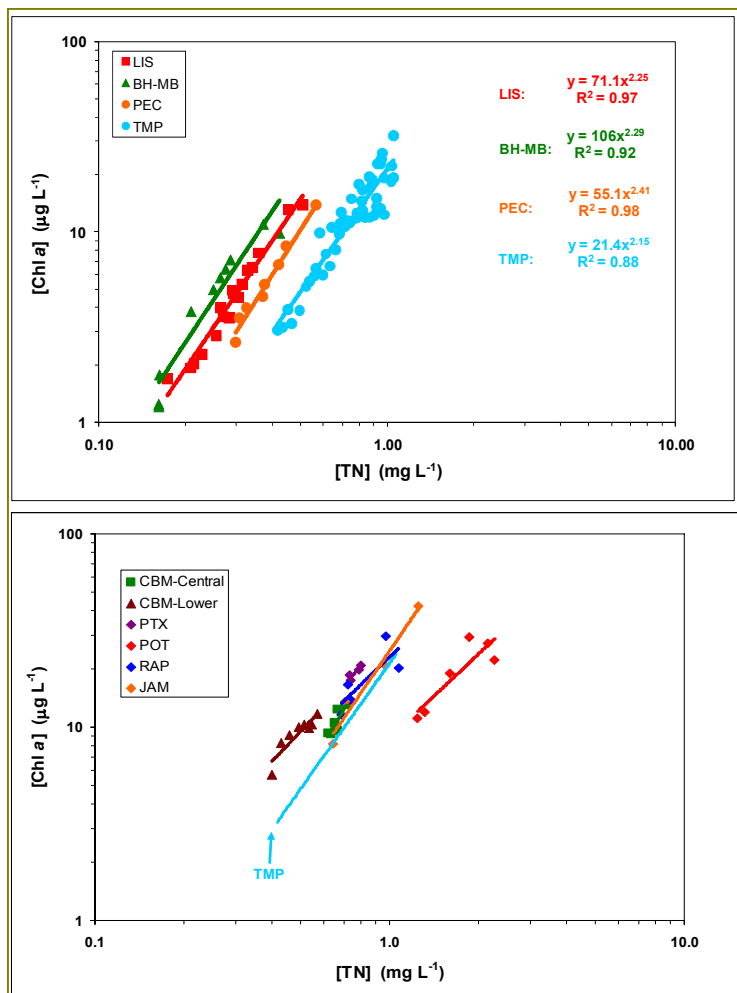 100
10
1
[Chl a] (µg L-1)
LIS
BH-MB
PEC
TMP
LIS: y = 71.1x^2.25
R² = 0.97
BH-MB: y = 106x^2.29
R² = 0.92
PEC: y = 55.1x^2.41
R² = 0.98
TMP: y = 21.4x^2.15
R² = 0.88
0.10 1.00 10.00
[TN] (mg L-1)
100
10
1
[Chl a] (µg L-1)
CBM-Central
CBM-Lower
PTX
POT
RAP
JAM
TMP
0.1 1.0 10.0
[TN] (mg L-1)